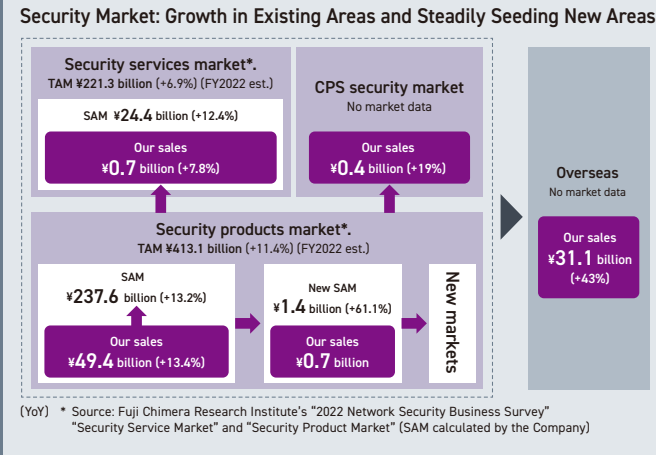 Security Market: Growth in Existing Areas and Steadily Seeding New Areas
Security services market*.
TAM ¥221.3 billion (+6.9%) (FY2022 est.)
SAM ¥24.4 billion (+12.4%)
Our sales
¥0.7 billion (+7.8%)
CPS security market
No market data
Our sales
¥0.4 billion (+19%)
Security products market*.
TAM ¥413.1 billion (+11.4%) (FY2022 est.)
SAM
¥237.6 billion (+13.2%)
Our sales
¥49.4 billion (+13.4%)
New SAM
¥1.4 billion (+61.1%)
Our sales
¥0.7 billion
New markets
Overseas
No market data
Our sales
¥31.1 billion
(+43%)
(YoY) * Source: Fuji Chimera Research Institute's "2022 Network Security Business Survey"
"Security Service Market" and "Security Product Market" (SAM calculated by the Company)